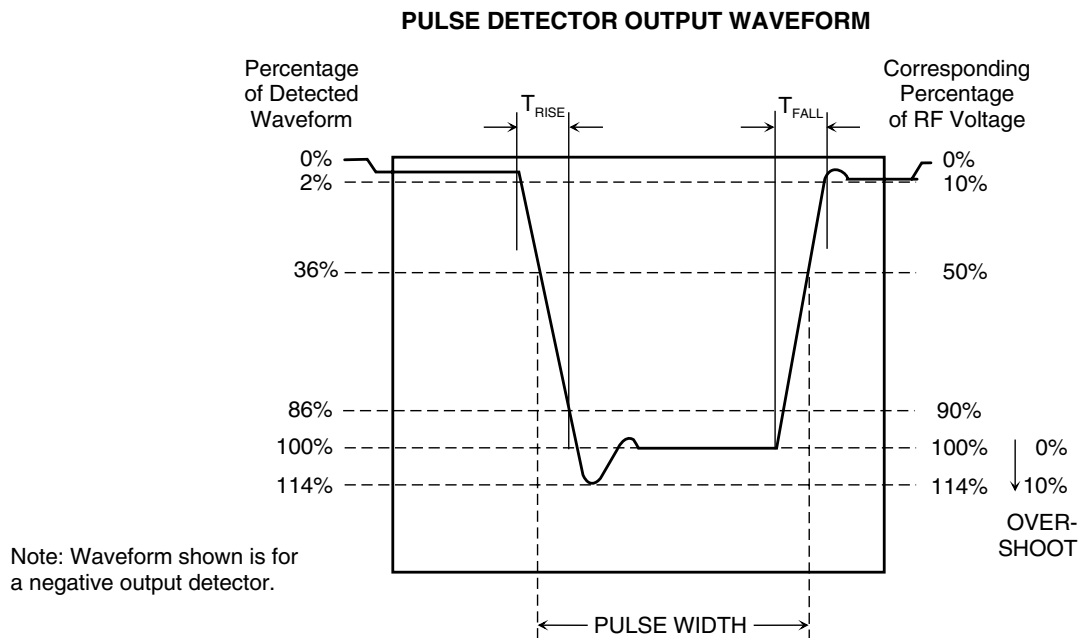 PULSE DETECTOR OUTPUT WAVEFORM
Percentage
of Detected
Waveform
Corresponding
Percentage
of RF Voltage
T RISE
T FALL
0%
0%
2%
10%
36%
50%
86%
90%
100%
100%
0%
114%
114%
10%
OVER-
SHOOT
Note: Waveform shown is for
a negative output detector.
PULSE WIDTH